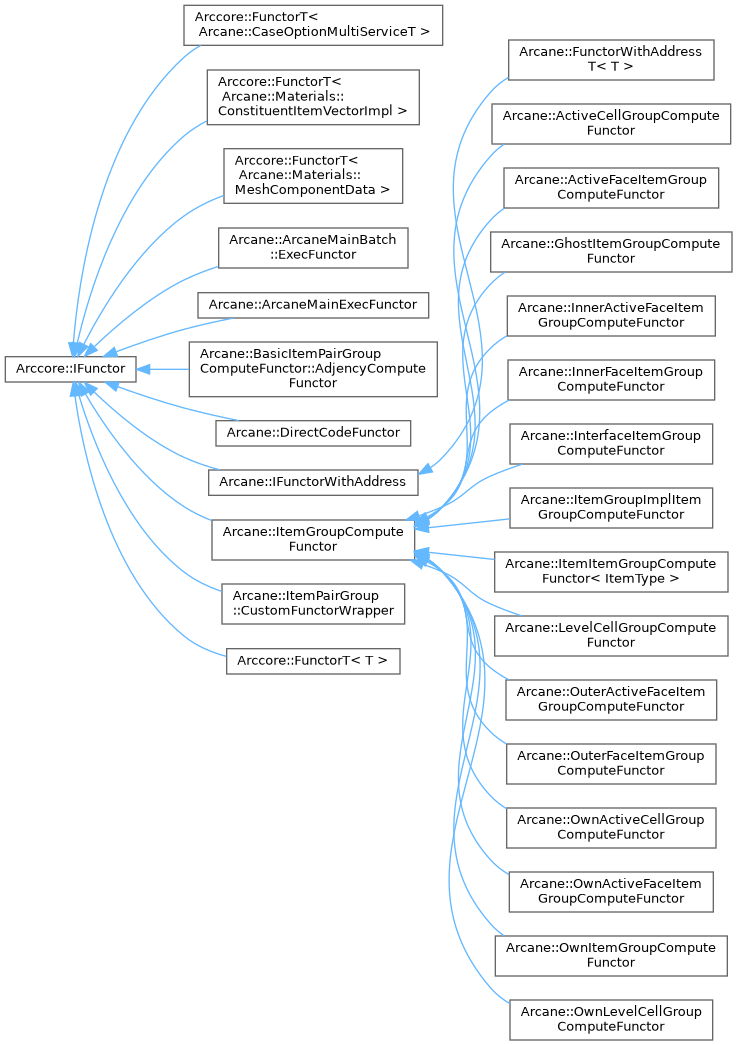 Arccore::IFunctor
Arccore::FunctorT<
Arcane::CaseOptionMultiServiceT >
Arccore::FunctorT<
Arcane::Materials::
ConstituentItemVectorImpl >
Arccore::FunctorT<
Arcane::Materials::
MeshComponentData >
Arcane::ArcaneMainBatch
::ExecFunctor
Arcane::ArcaneMainExecFunctor
Arcane::BasicItemPairGroup
ComputeFunctor::AdjencyCompute
Functor
Arcane::DirectCodeFunctor
Arcane::IFunctorWithAddress
Arcane::ItemGroupCompute
Functor
Arcane::ItemPairGroup
::CustomFunctorWrapper
Arccore::FunctorT< T >
Arcane::FunctorWithAddress
T< T >
Arcane::ActiveCellGroupCompute
Functor
Arcane::ActiveFaceItemGroup
ComputeFunctor
Arcane::GhostItemGroupCompute
Functor
Arcane::InnerActiveFaceItem
GroupComputeFunctor
Arcane::InnerFaceItemGroup
ComputeFunctor
Arcane::InterfaceItemGroup
ComputeFunctor
Arcane::ItemGroupImplItem
GroupComputeFunctor
Arcane::ItemItemGroupCompute
Functor< ItemType >
Arcane::LevelCellGroupCompute
Functor
Arcane::OuterActiveFaceItem
GroupComputeFunctor
Arcane::OuterFaceItemGroup
ComputeFunctor
Arcane::OwnActiveCellGroup
ComputeFunctor
Arcane::OwnActiveFaceItem
GroupComputeFunctor
Arcane::OwnItemGroupCompute
Functor
Arcane::OwnLevelCellGroup
ComputeFunctor